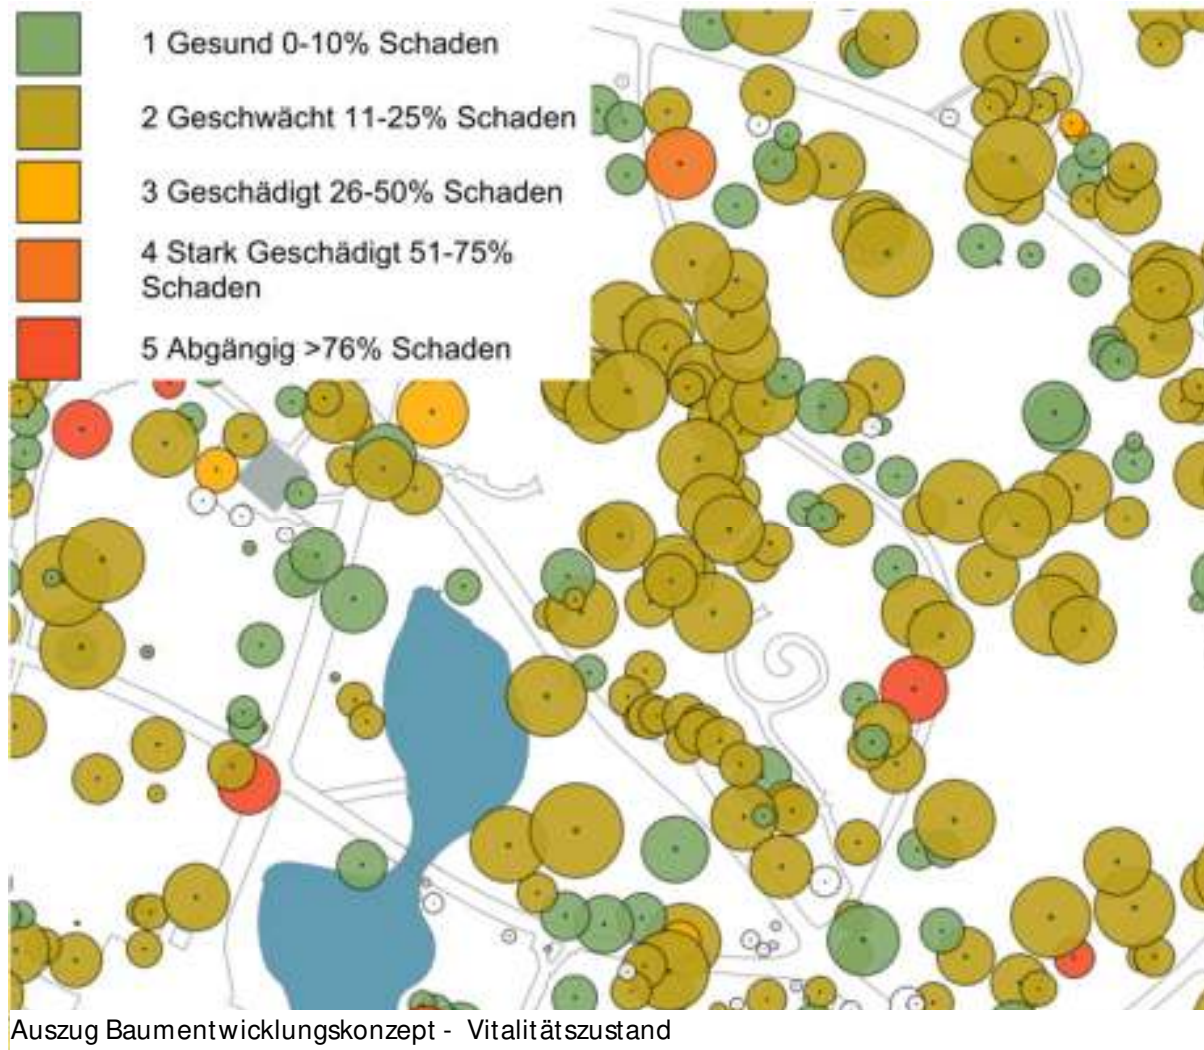 1 Gesund 0-10% Schaden
2 Geschwächt 11-25% Schaden
3 Geschädigt 26-50% Schaden
4 Stark Geschädigt 51-75%
Schaden
5 Abgängig >76% Schaden
Auszug Baumentwicklungskonzept - Vitalitätszustand